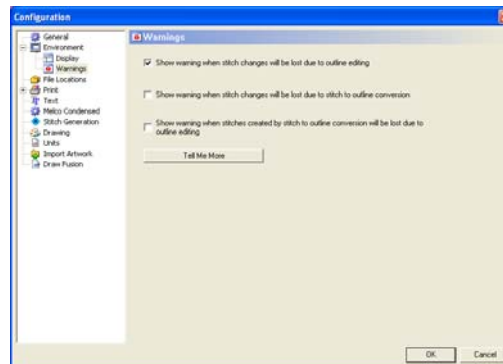 Configuration
General
Environment
Display
Warnings
File Locations
Print
Text
Melco Condensed
Stitch Generation
Drawing
Units
Import Artwork
Draw Fusion
Warnings
Show warning when stitch changes will be lost due to outline editing
Show warning when stitch changes will be lost due to stitch to outline conversion
Show warning when stitches created by stitch to outline conversion will be lost due to
outline editing
Tell Me More
OK
Cancel